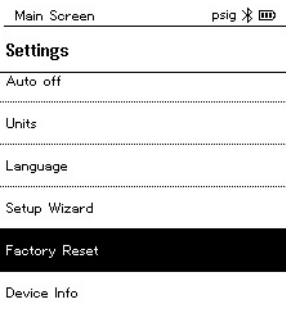 Main Screen psig
Settings
Auto off
Units
Language
Setup Wizard
Factory Reset
Device Info